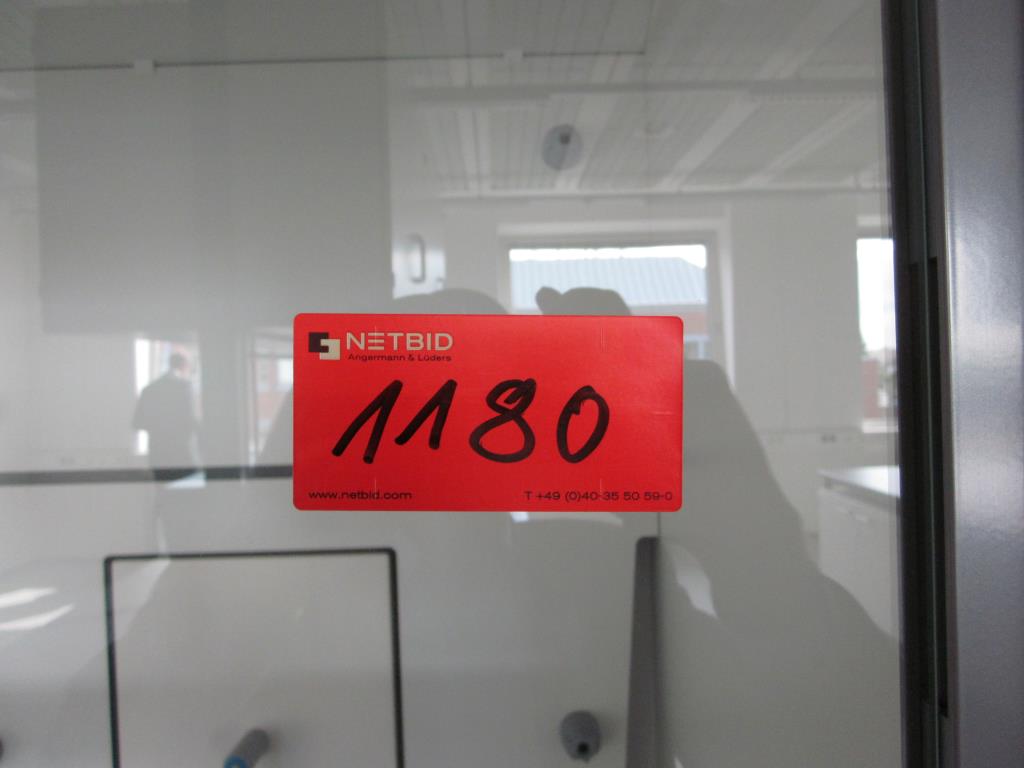 NETBID
Angermann & Lüders
1180
www.netbid.com
T +49 (0)40-35 50 59-0